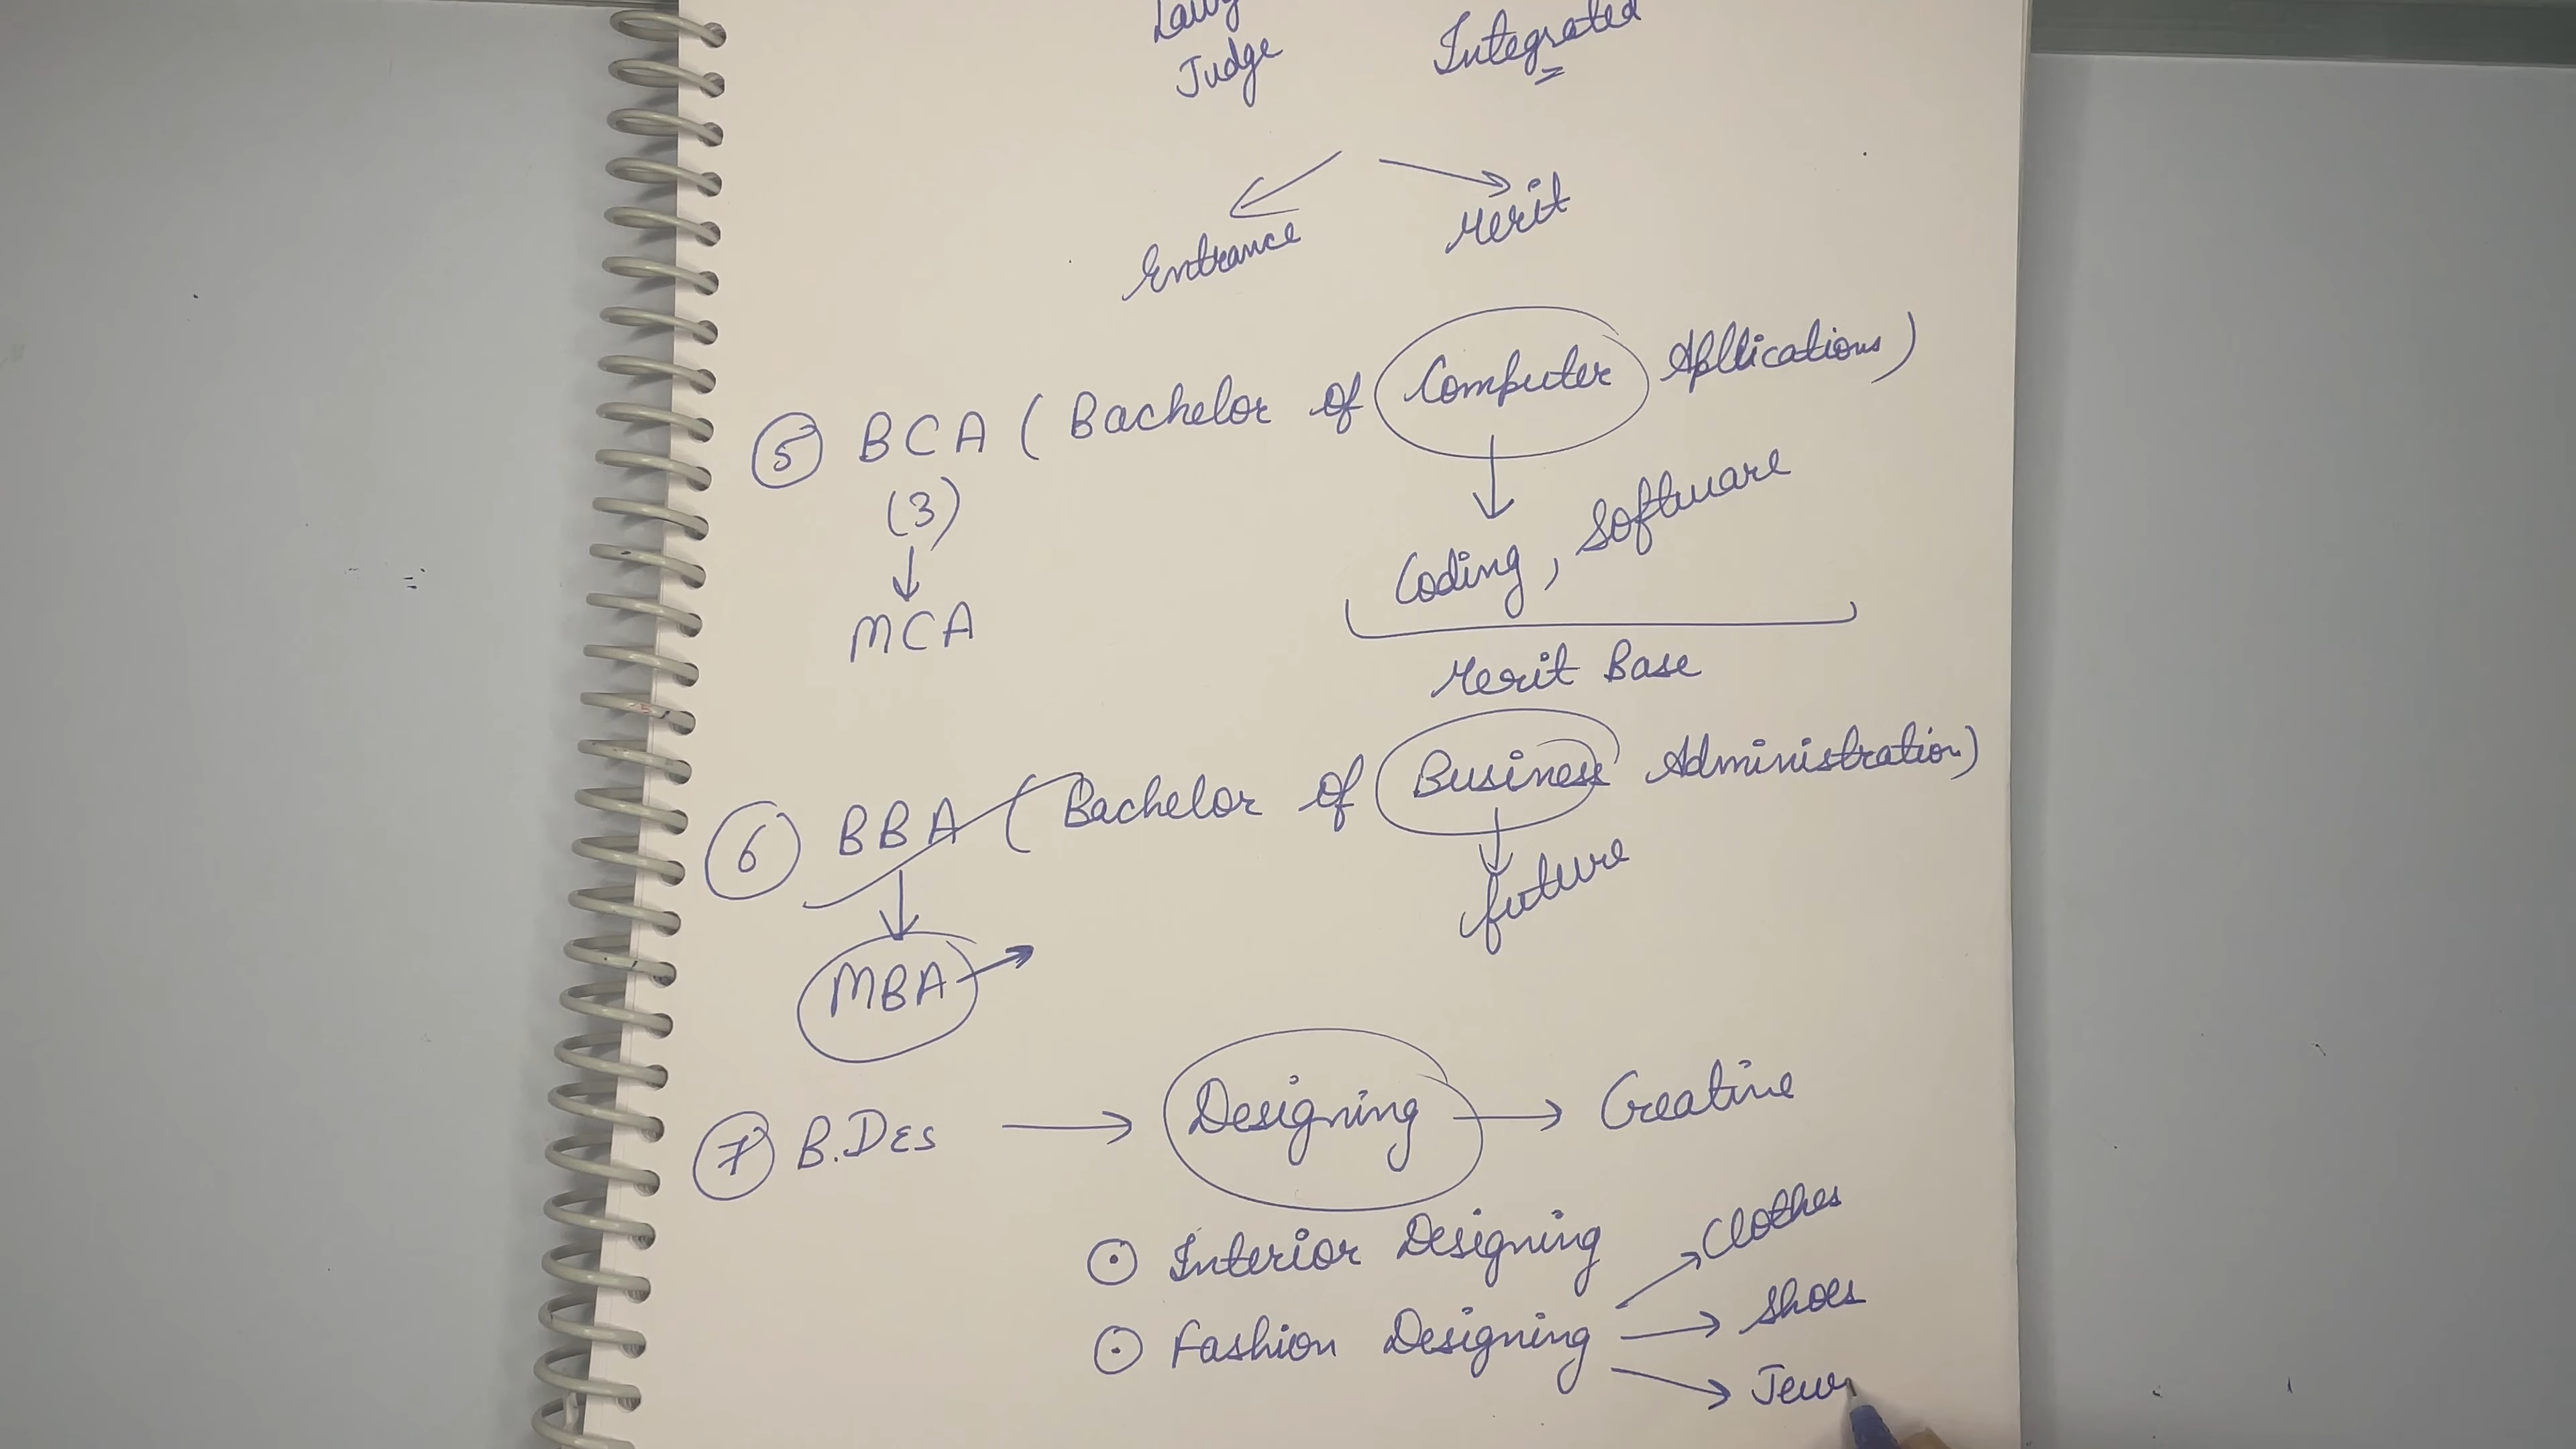 Judge Integrated
Entrance Merit
5 BCA ( Bachelor of Computer Applications)
(3)
Coding, Software
MCA
Merit Base
6 BBA ( Bachelor of Business Administration)
future
MBA
7 B.DES Designing Creative
Interior Designing Clothes
Shoes
Fashion Designing
Jew